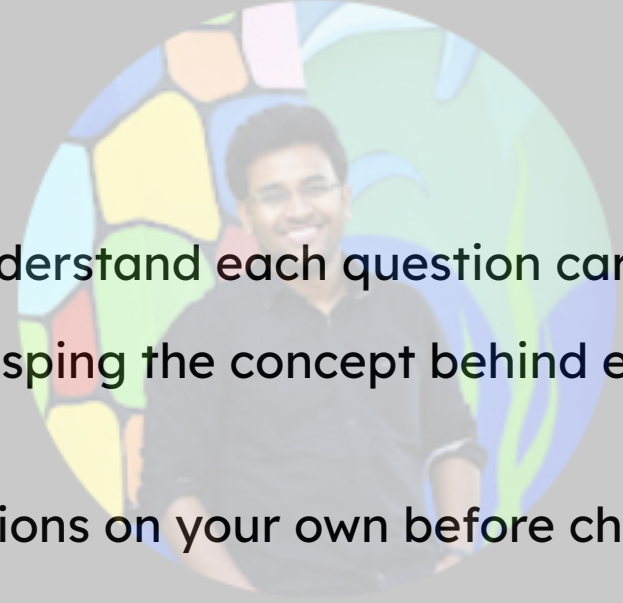 derstand each question car
sping the concept behind e
ions on your own before ch